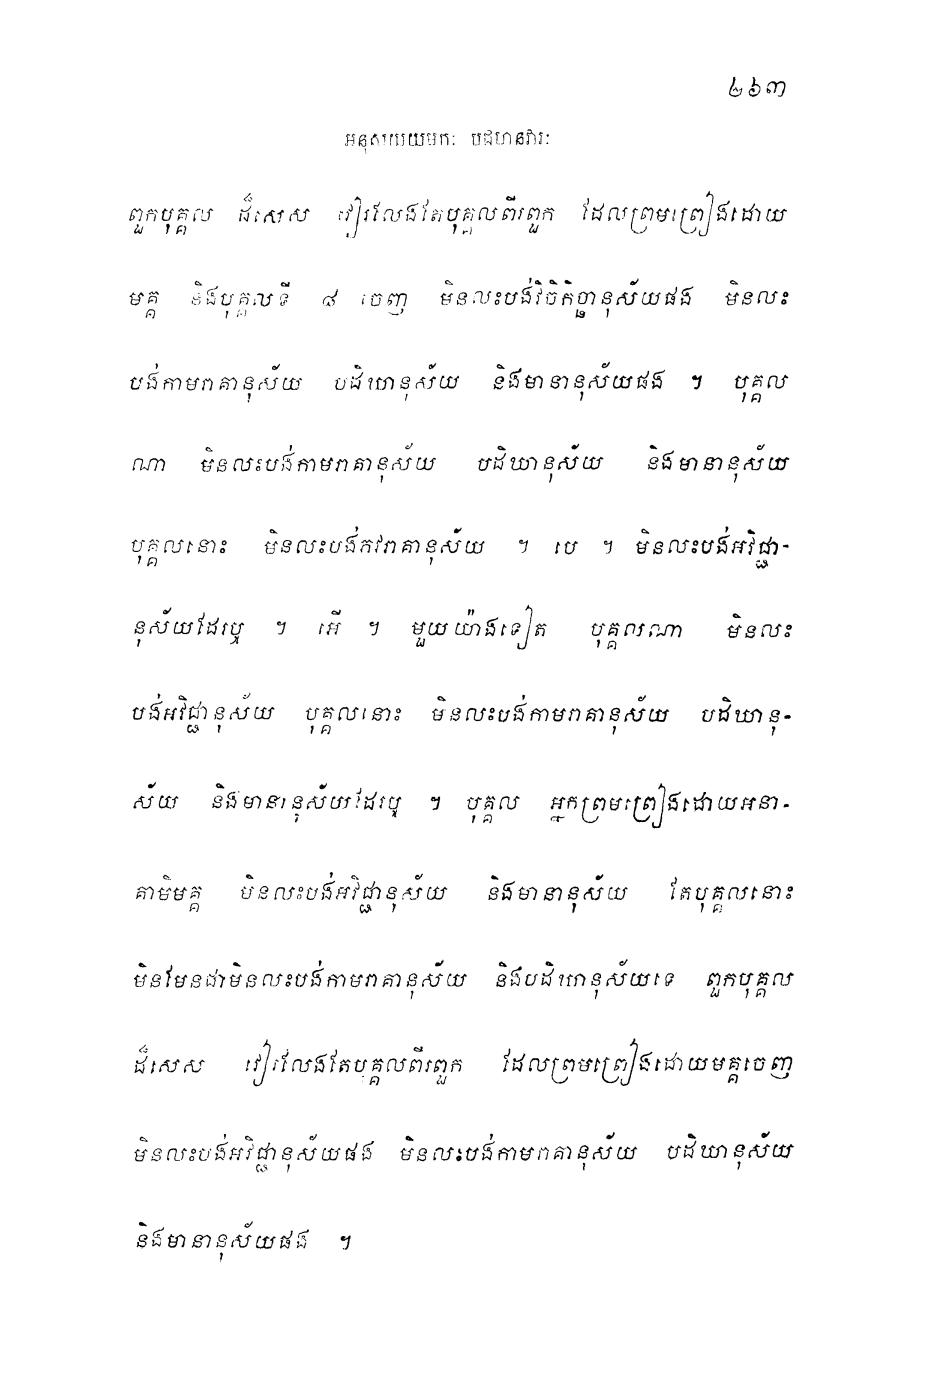 ២៦៣
អនុសយយមកៈ បដហានវារៈ
ពួកបុគ្គល ដ៏សេស វៀរលែងតែបុគ្គលពីរពួក ដែលព្រមព្រៀងដោយ
មគ្គ និងបុគ្គលទី ៨ ចេញ មិនលះបង់វិចិកិច្ឆានុស័យផង មិនលះ
បង់កាមរាគានុស័យ បដិឃានុស័យ និងមានានុស័យផង ។ បុគ្គល
ណា មិនលះបង់កាមរាគានុស័យ បដិឃានុស័យ និងមានានុស័យ
បុគ្គលនោះ មិនលះបង់ភវរាគានុស័យ ។ បេ ។ មិនលះបង់អវិជ្ជា-
នុស័យដែរឬ ។ អើ ។ មួយយ៉ាងទៀត បុគ្គលណា មិនលះ
បង់អវិជ្ជានុស័យ បុគ្គលនោះ មិនលះបង់កាមរាគានុស័យ បដិឃានុ-
ស័យ និងមានានុស័យដែរឬ ។ បុគ្គល អ្នកព្រមព្រៀងដោយអនា-
គាមិមគ្គ មិនលះបង់អវិជ្ជានុស័យ និងមានានុស័យ តែបុគ្គលនោះ
មិនមែនជាមិនលះបង់កាមរាគានុស័យ និងបដិឃានុស័យទេ ពួកបុគ្គល
ដ៏សេស វៀរលែងតែបុគ្គលពីរពួក ដែលព្រមព្រៀងដោយមគ្គចេញ
មិនលះបង់អវិជ្ជានុស័យផង មិនលះបង់កាមរាគានុស័យ បដិឃានុស័យ
និងមានានុស័យផង ។